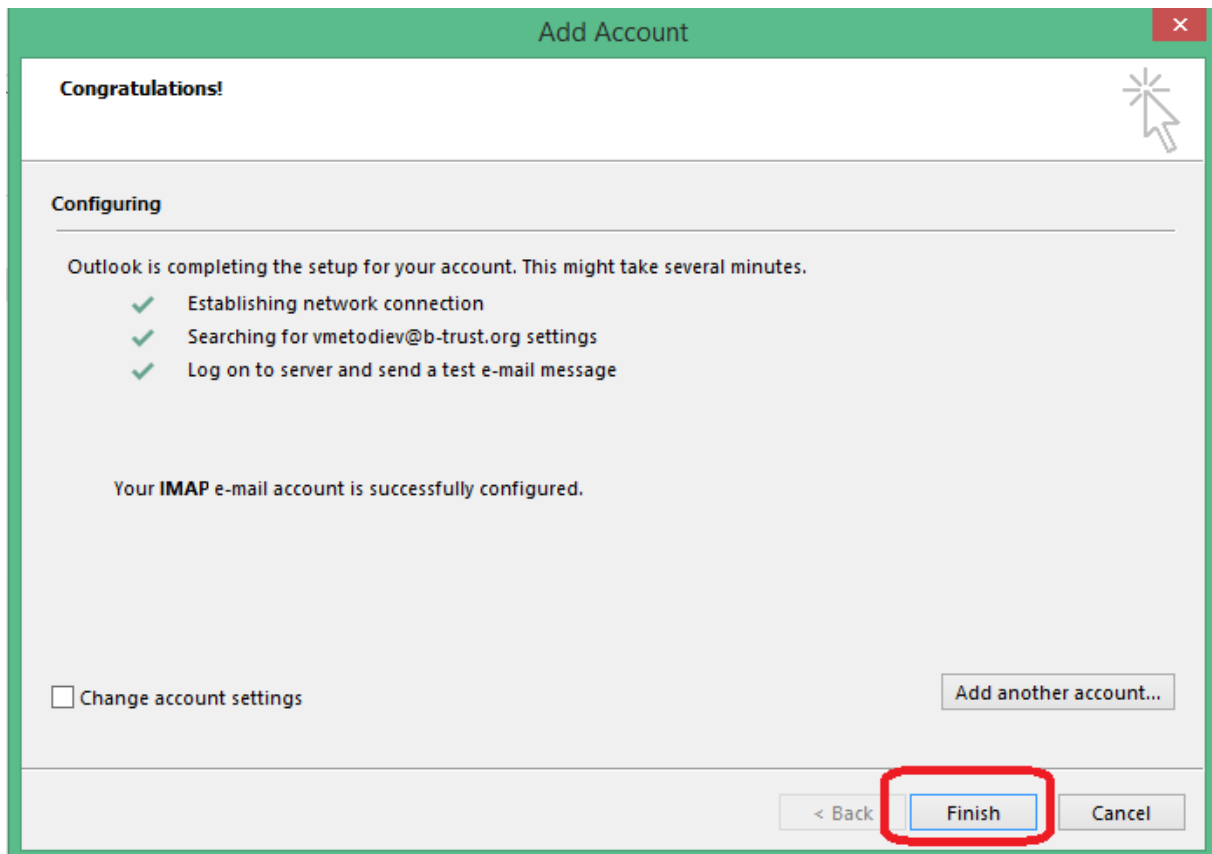 Add Account
Congratulations!
Configuring
Outlook is completing the setup for your account. This might take several minutes.
Establishing network connection
Searching for vmetodiev@b-trust.org settings
Log on to server and send a test e-mail message
Your IMAP e-mail account is successfully configured.
Change account settings
Add another account...
< Back
Finish
Cancel